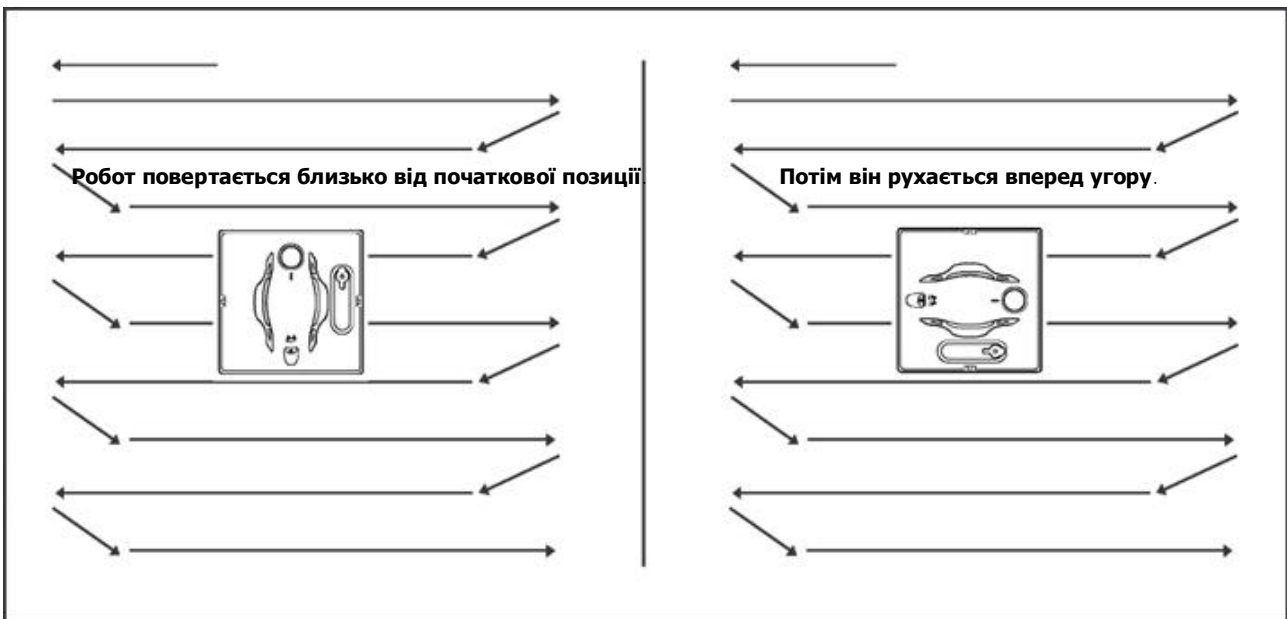 Робот повертається близько від початкової позиції.
Потім він рухається вперед угору.